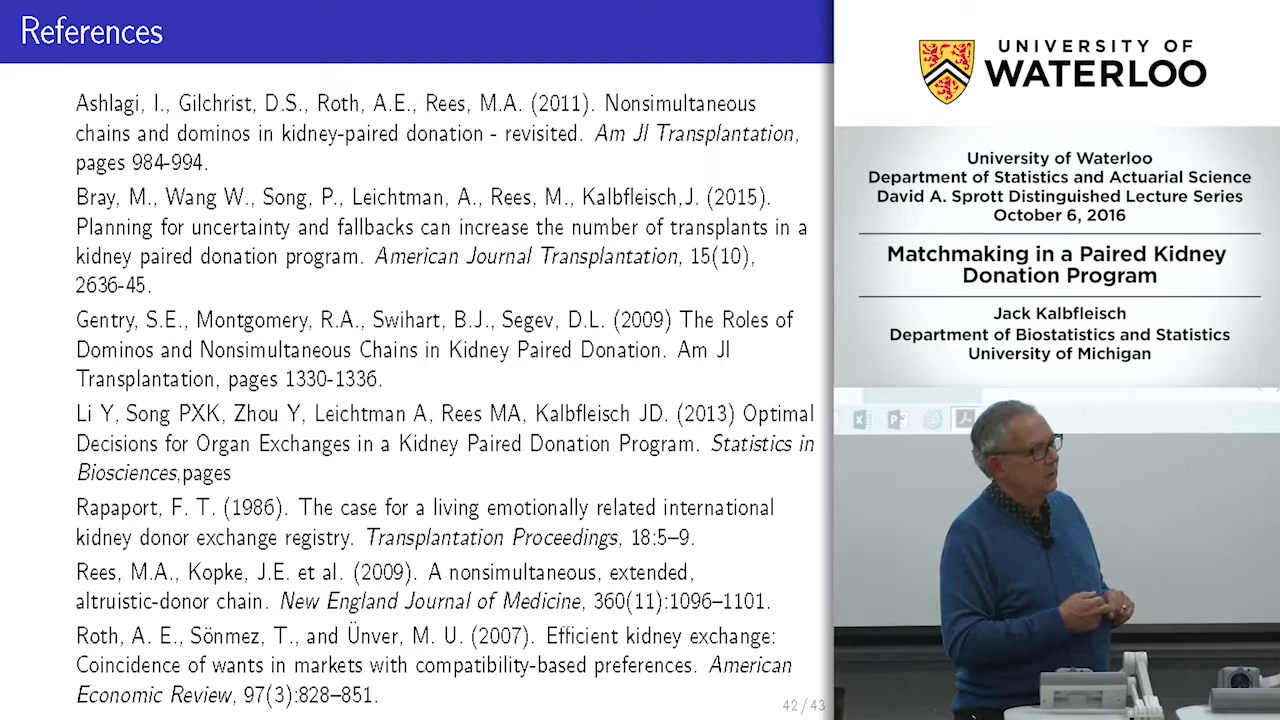 References
Ashlagi, I., Gilchrist, D.S., Roth, A.E., Rees, M.A. (2011). Nonsimultaneous
chains and dominos in kidney-paired donation - revisited. Am Jl Transplantation,
pages 984-994.
Bray, M., Wang W., Song, P., Leichtman, A., Rees, M., Kalbfleisch,J. (2015).
Planning for uncertainty and fallbacks can increase the number of transplants in a
kidney paired donation program. American Journal Transplantation, 15(10),
2636-45.
Gentry, S.E., Montgomery, R.A., Swihart, B.J., Segev, D.L. (2009) The Roles of
Dominos and Nonsimultaneous Chains in Kidney Paired Donation. Am Jl
Transplantation, pages 1330-1336.
Li Y, Song PXK, Zhou Y, Leichtman A, Rees MA, Kalbfleisch JD. (2013) Optimal
Decisions for Organ Exchanges in a Kidney Paired Donation Program. Statistics in
Biosciences,pages
Rapaport, F. T. (1986). The case for a living emotionally related international
kidney donor exchange registry. Transplantation Proceedings, 18:5–9.
Rees, M.A., Kopke, J.E. et al. (2009). A nonsimultaneous, extended,
altruistic-donor chain. New England Journal of Medicine, 360(11):1096–1101.
Roth, A. E., Sönmez, T., and Ünver, M. U. (2007). Efficient kidney exchange:
Coincidence of wants in markets with compatibility-based preferences. American
Economic Review, 97(3):828–851.
42/43
UNIVERSITY OF
WATERLOO
University of Waterloo
Department of Statistics and Actuarial Science
David A. Sprott Distinguished Lecture Series
October 6, 2016
Matchmaking in a Paired Kidney
Donation Program
Jack Kalbfleisch
Department of Biostatistics and Statistics
University of Michigan